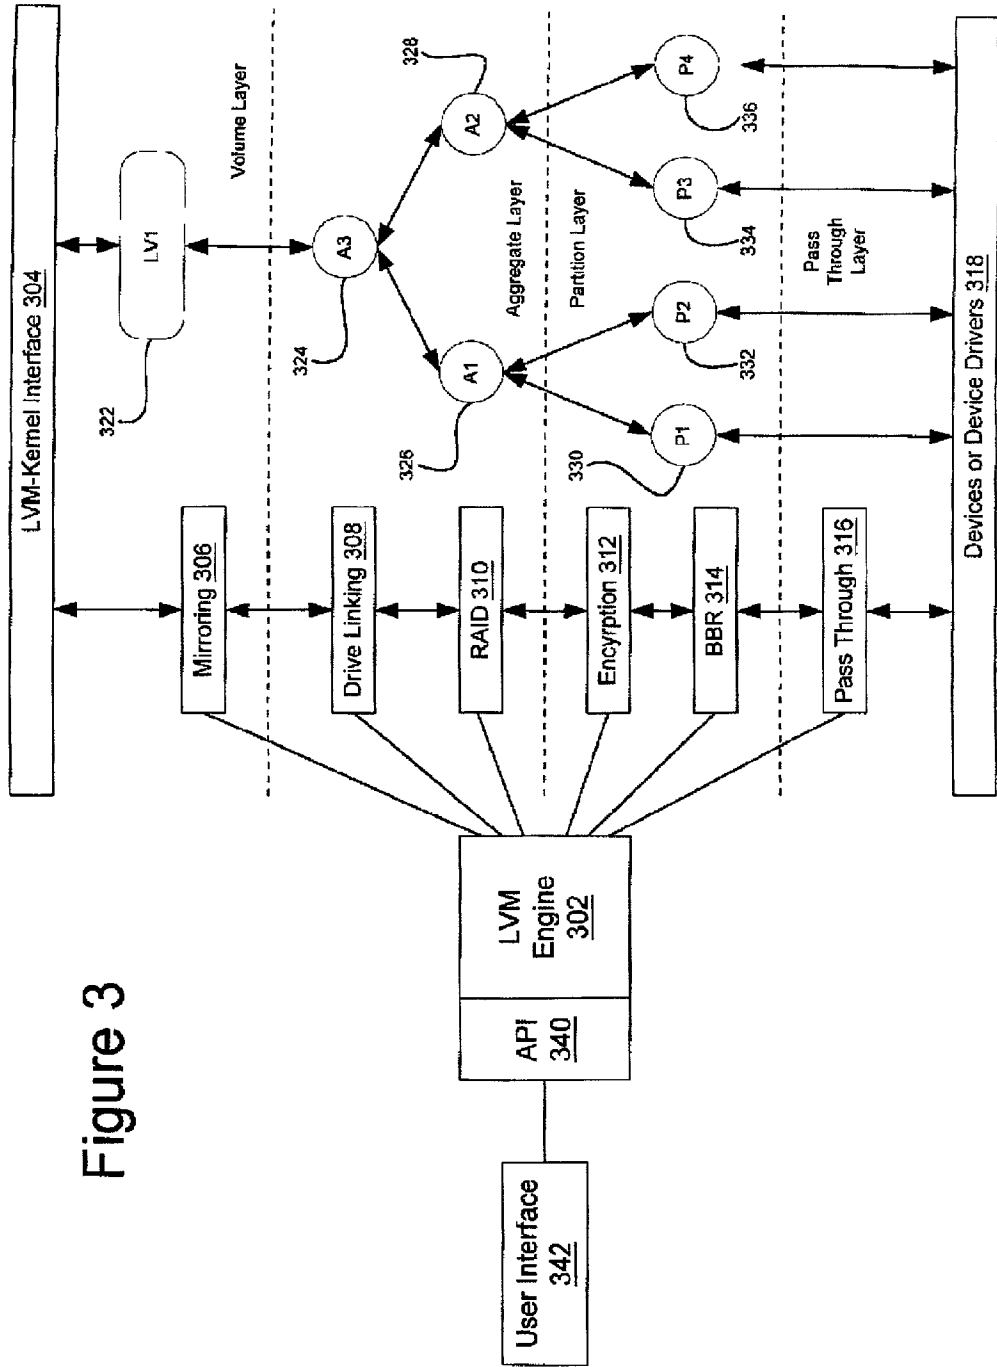 Figure 3
LVM-Kernel Interface 304
322
LV1
Volume Layer
Mirroring 306
324
A3
328
A2
Drive Linking 308
326
A1
Aggregate Layer
RAID 310
Partition Layer
Encyrption 312
330
P1
P2
332
P3
334
P4
336
BBR 314
Pass
Through
Layer
Pass Through 316
Devices or Device Drivers 318
User Interface
342
API
340
LVM
Engine
302